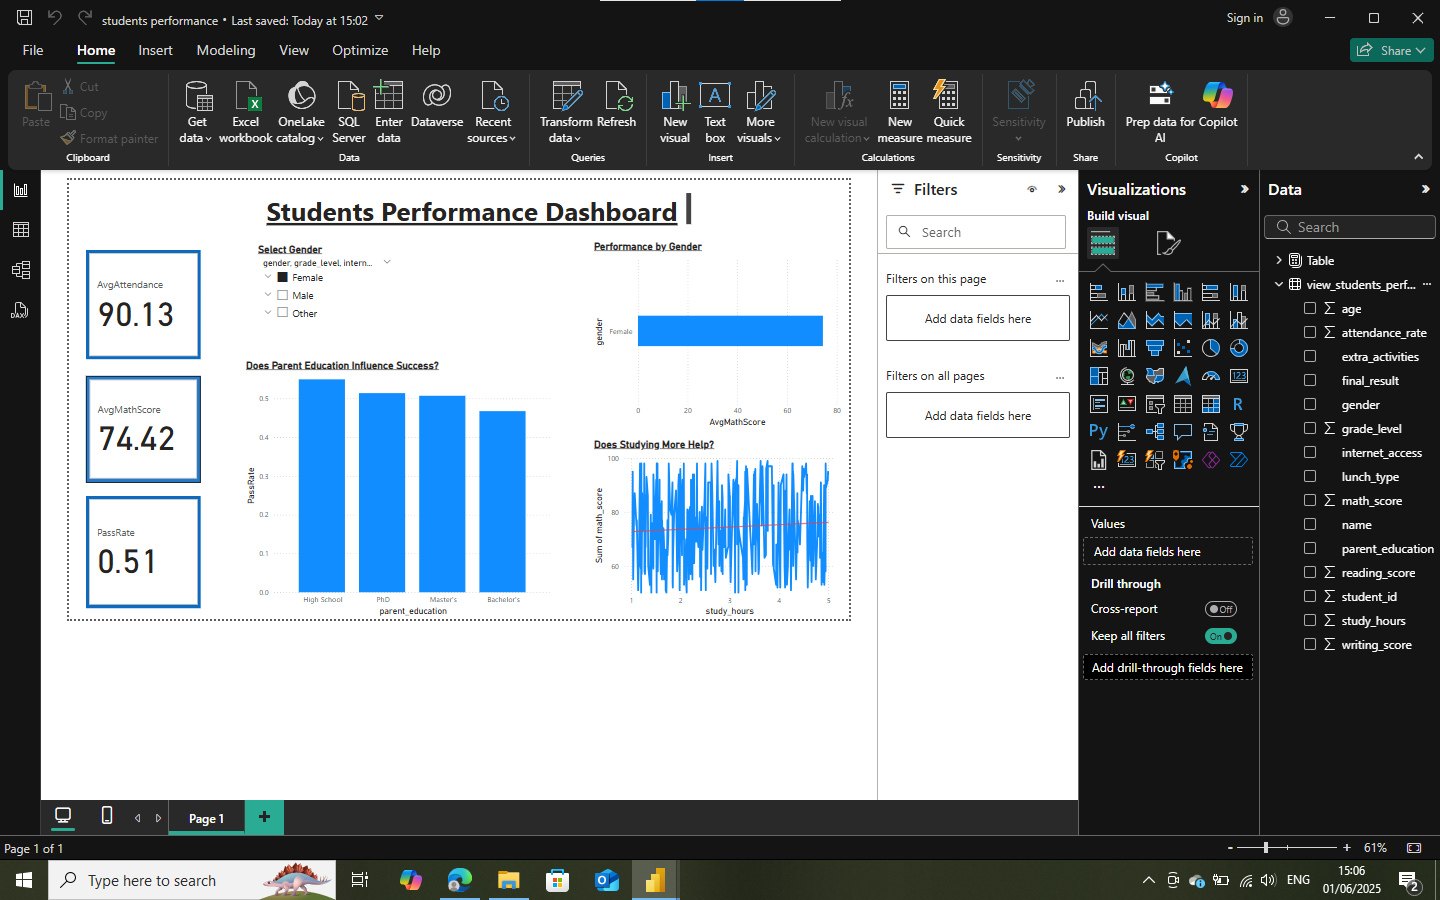 students performance • Last saved: Today at 15:02
Sign in
File Home Insert Modeling View Optimize Help
Share
Paste
Cut
Copy
Format painter
Clipboard
Get data
Excel workbook
OneLake catalog
SQL Server
Enter data
Dataverse
Recent sources
Data
Transform data
Refresh
Queries
New visual
Text box
More visuals
Insert
New visual calculation
New measure
Quick measure
Calculations
Sensitivity
Sensitivity
Publish
Share
Prep data for AI
Copilot
Copilot
Students Performance Dashboard
AvgAttendance
90.13
AvgMathScore
74.42
PassRate
0.51
Select Gender
gender, grade_level, intern...
Female
Male
Other
Does Parent Education Influence Success?
PassRate
0.5
0.4
0.3
0.2
0.1
0.0
High School PhD Master's Bachelor's
parent_education
Performance by Gender
gender
Female
0 20 40 60 80
AvgMathScore
Does Studying More Help?
Sum of math_score
100
80
60
1 2 3 4 5
study_hours
Filters
Search
Filters on this page ...
Add data fields here
Filters on all pages ...
Add data fields here
Visualizations
Build visual
123
R
Py
123
...
Values
Add data fields here
Drill through
Cross-report Off
Keep all filters On
Add drill-through fields here
Data
Search
Table
view_students_perf... ...
age
attendance_rate
extra_activities
final_result
gender
grade_level
internet_access
lunch_type
math_score
name
parent_education
reading_score
student_id
study_hours
writing_score
DAX
Page 1
+
Page 1 of 1
- + 61%
Type here to search
ENG
15:06
01/06/2025
2